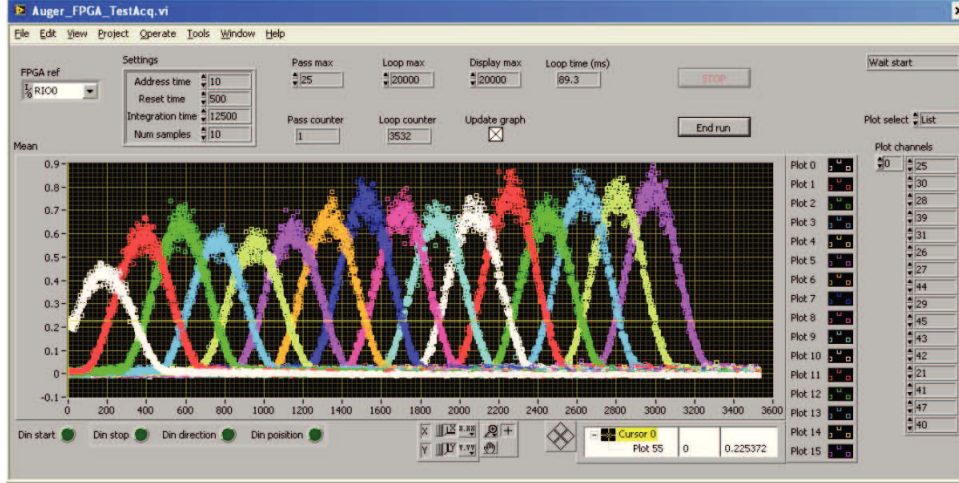 Auger_FPGA_TestAcq.vi
File Edit View Project Operate Tools Window Help
FPGA ref
RIO0
Settings
Address time 10
Reset time 500
Integration time 12500
Num samples 10
Pass max
25
Loop max
20000
Display max
20000
Loop time (ms)
89.3
STOP
Wait start
Pass counter
1
Loop counter
3532
Update graph
End run
Plot select List
Mean
Plot channels
0
25
30
28
39
31
26
27
44
29
45
43
42
21
41
47
40
0.9
0.8
0.7
0.6
0.5
0.4
0.3
0.2
0.1
0
-0.1
0 200 400 600 800 1000 1200 1400 1600 1800 2000 2200 2400 2600 2800 3000 3200 3400 3600
Plot 0
Plot 1
Plot 2
Plot 3
Plot 4
Plot 5
Plot 6
Plot 7
Plot 8
Plot 9
Plot 10
Plot 11
Plot 12
Plot 13
Plot 14
Plot 15
Din start Din stop Din direction Din poisition
X X.XX
Y Y.YY
Cursor 0
Plot 55 0 0.225372